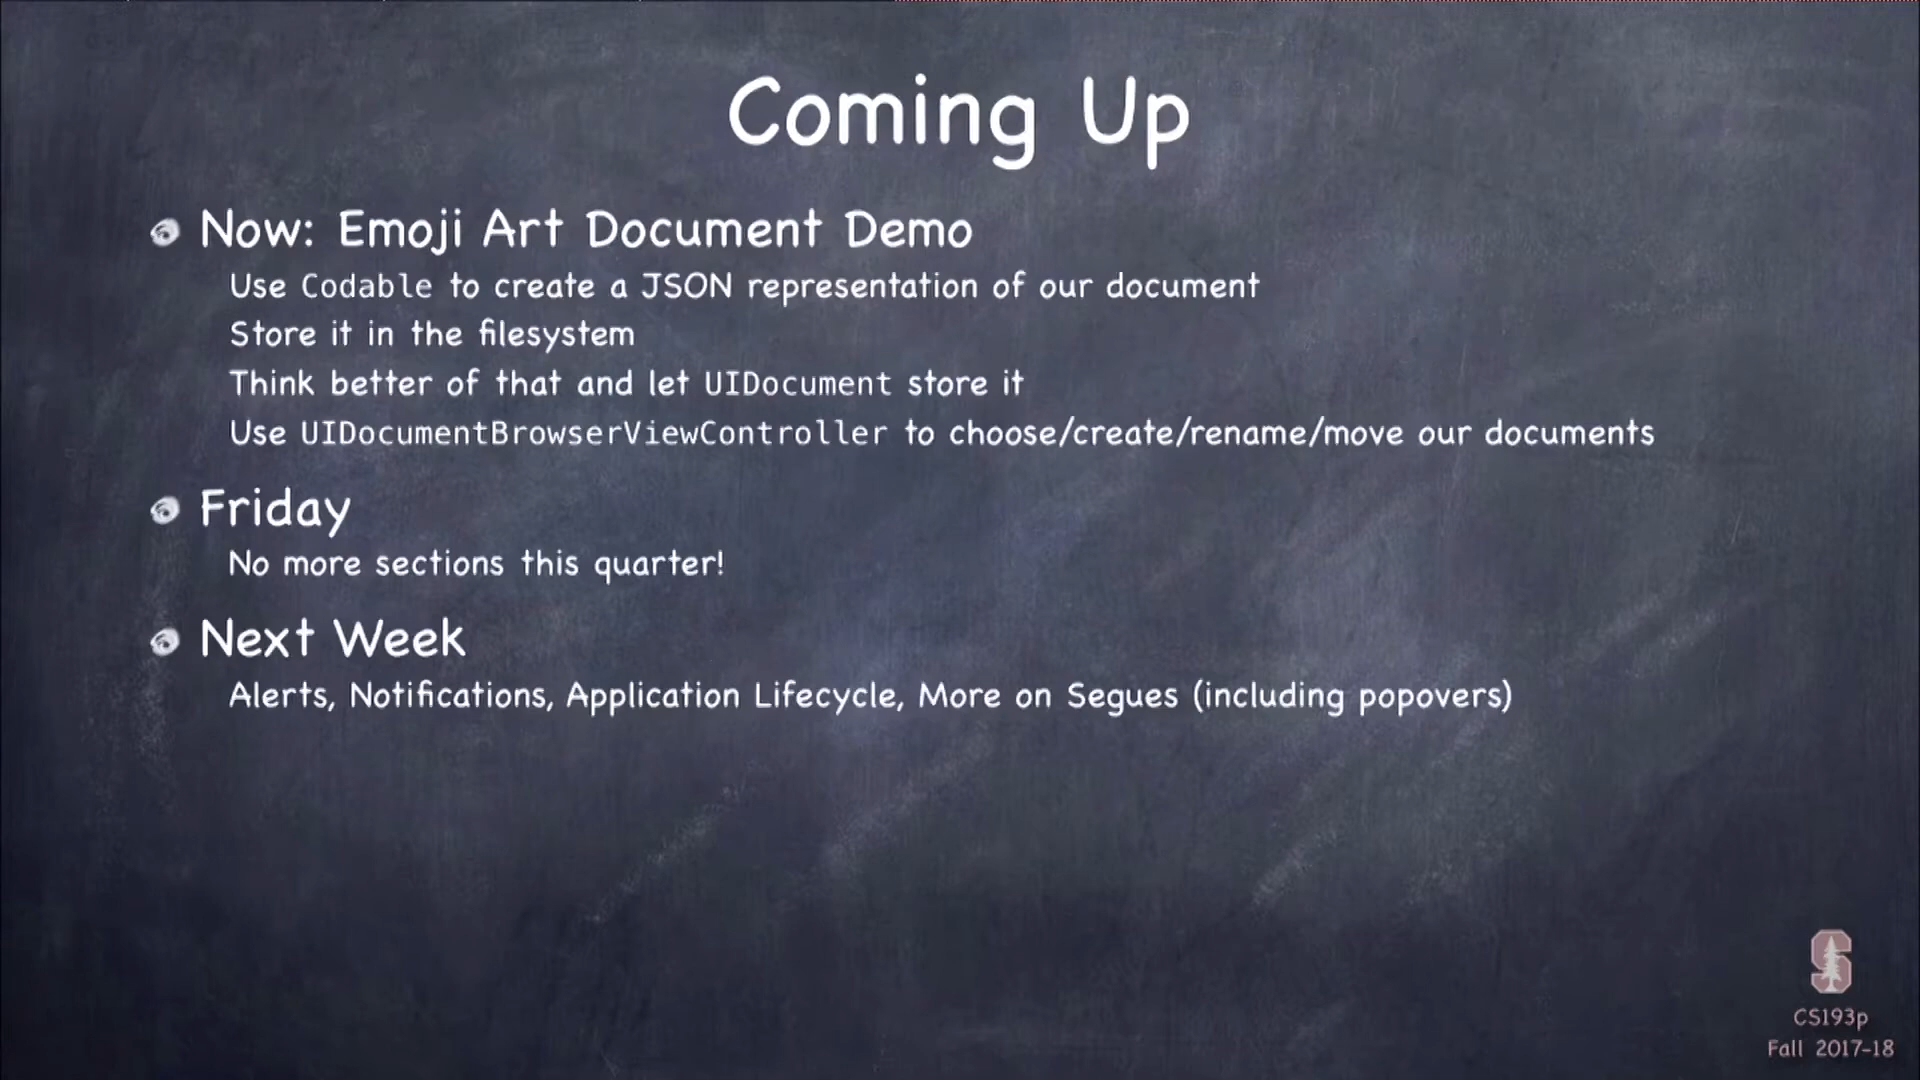 Coming Up
Now: Emoji Art Document Demo
Use Codable to create a JSON representation of our document
Store it in the filesystem
Think better of that and let UIDocument store it
Use UIDocumentBrowserViewController to choose/create/rename/move our documents
Friday
No more sections this quarter!
Next Week
Alerts, Notifications, Application Lifecycle, More on Segues (including popovers)
S
CS193p
Fall 2017-18